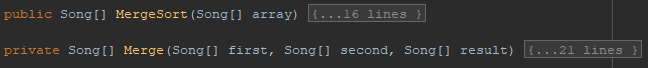 public Song[] MergeSort(Song[] array) {...16 lines }
private Song[] Merge(Song[] first, Song[] second, Song[] result) {...21 lines }